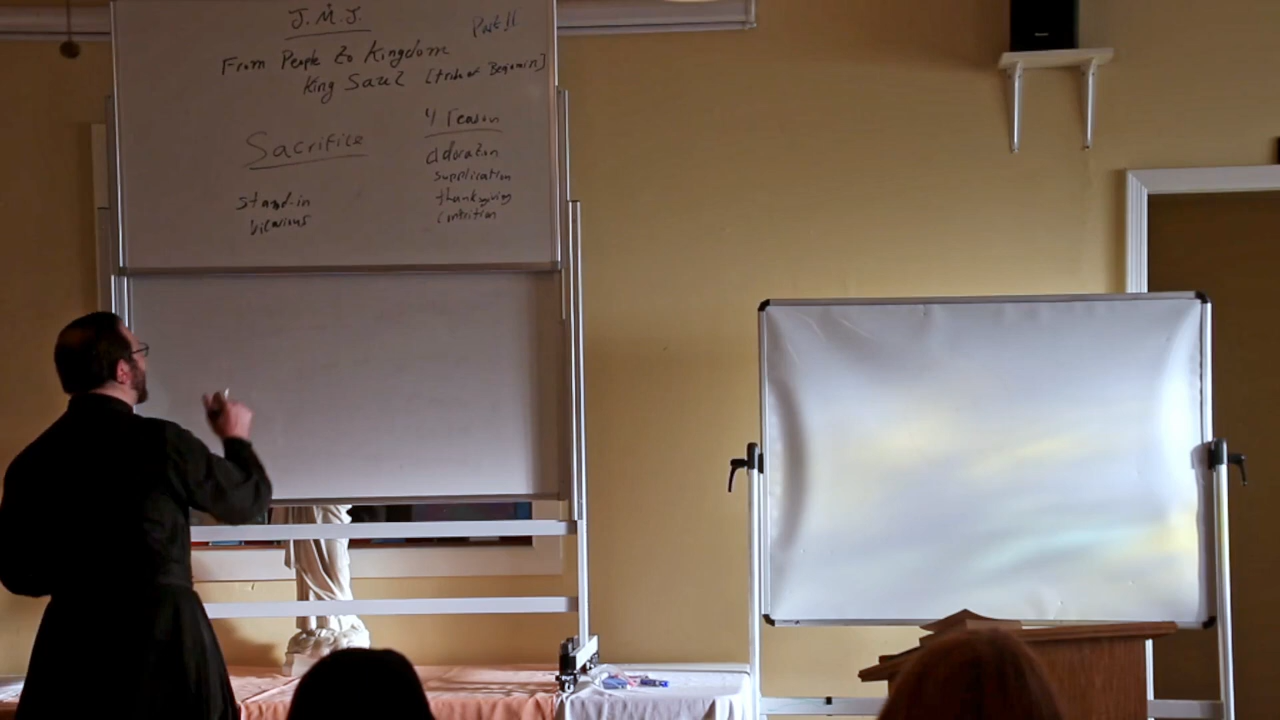 J.M.J.
Part II
From People to Kingdom
King Saul [tribe of Benjamin]
Sacrifice
stand-in
vicarious
4 reason
adoration
supplication
thanksgiving
contrition